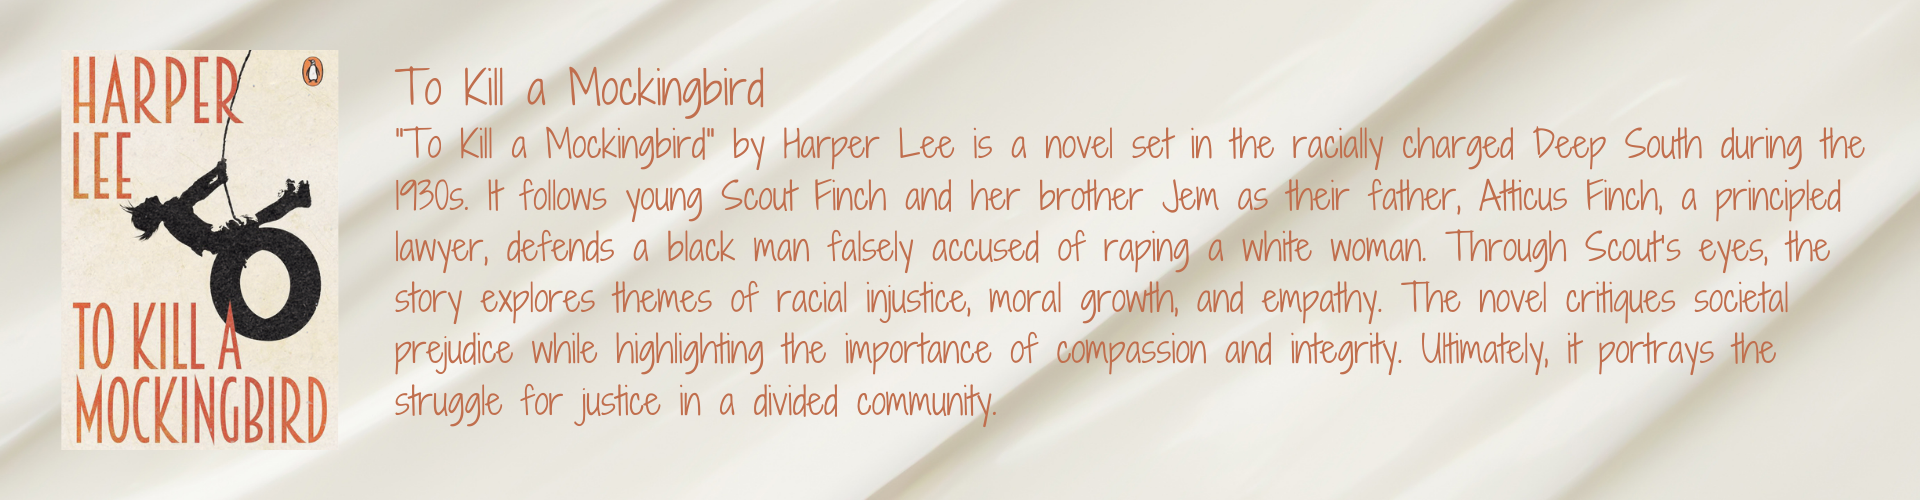 HARPER
LEE
TO KILL A
MOCKINGBIRD
To Kill a Mockingbird
"To Kill a Mockingbird" by Harper Lee is a novel set in the racially charged Deep South during the
1930s. It follows young Scout Finch and her brother Jem as their father, Atticus Finch, a principled
lawyer, defends a black man falsely accused of raping a white woman. Through Scout's eyes, the
story explores themes of racial injustice, moral growth, and empathy. The novel critiques societal
prejudice while highlighting the importance of compassion and integrity. Ultimately, it portrays the
struggle for justice in a divided community.